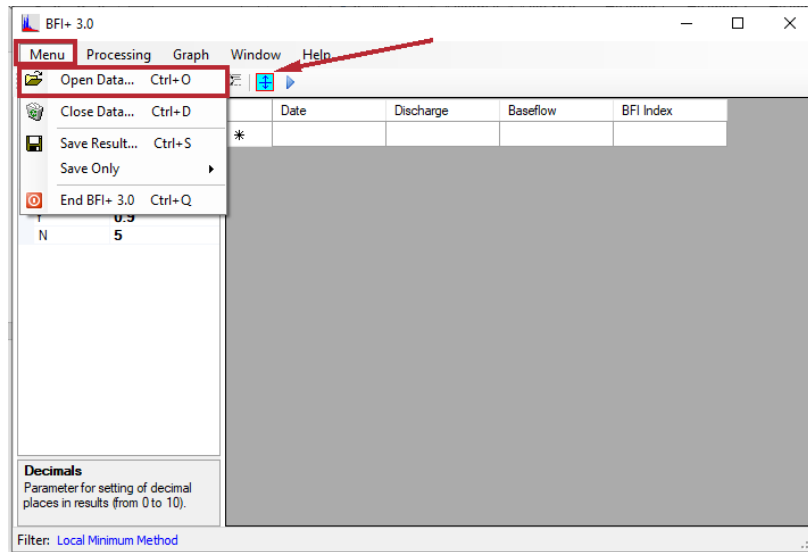 BFI+ 3.0
Menu Processing Graph Window Help
Open Data... Ctrl+O
Close Data... Ctrl+D
Save Result... Ctrl+S
Save Only
End BFI+ 3.0 Ctrl+Q
Date Discharge Baseflow BFI Index
*
0.9
N 5
Decimals
Parameter for setting of decimal
places in results (from 0 to 10).
Filter: Local Minimum Method